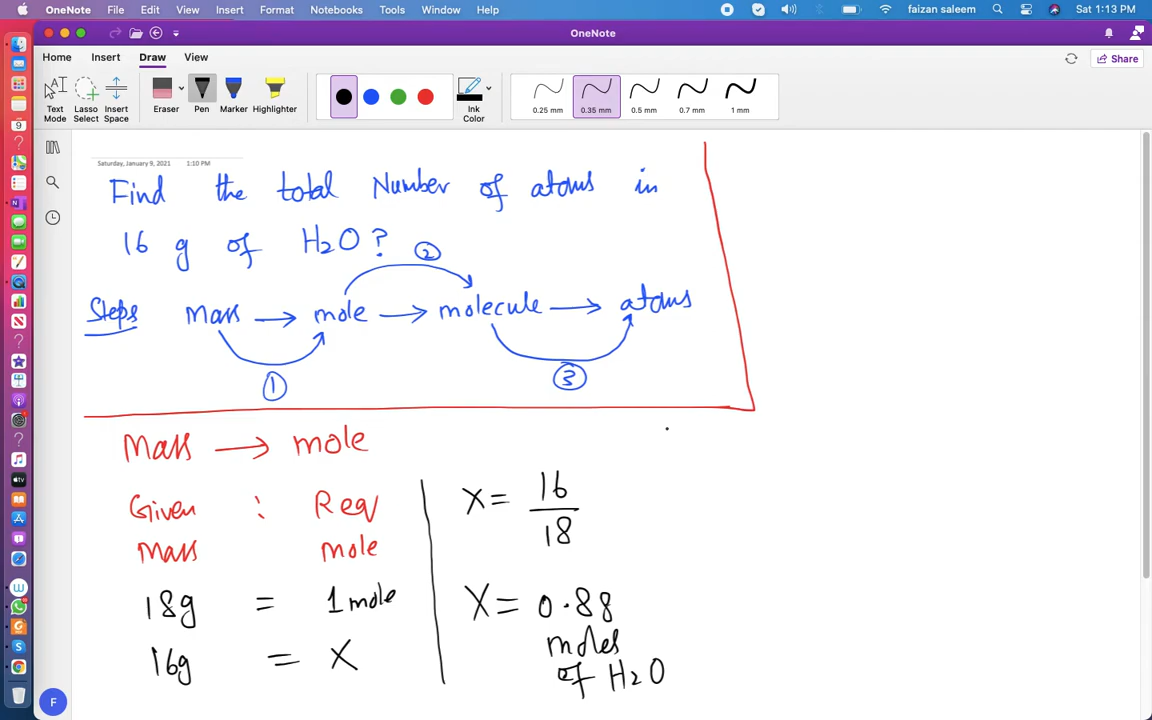 OneNote File Edit View Insert Format Notebooks Tools Window Help faizan saleem Sat 1:13 PM
OneNote
Home Insert Draw View Share
Text Mode Lasso Select Insert Space Eraser Pen Marker Highlighter Ink Color 0.25 mm 0.35 mm 0.5 mm 0.7 mm 1 mm
Saturday, January 9, 2021 1:10 PM
Find the total Number of atoms in
16 g of H2O?
②
Steps Mass → mole → molecule → atoms
① ③
Mass → mole
Given : Req
Mass mole
18g = 1 mole
16g = X
X = 16
18
X = 0.88
moles
of H2O
F